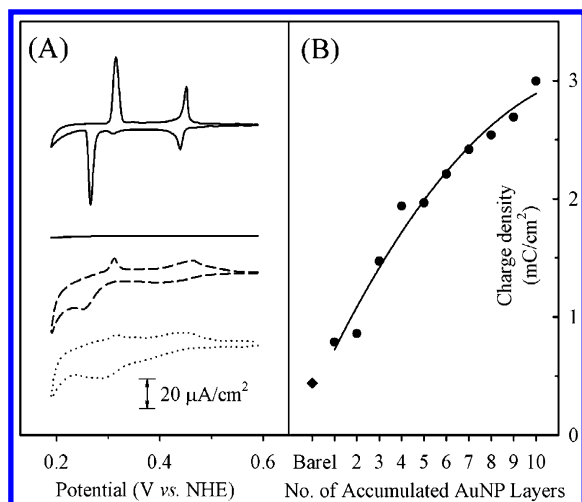 (A)
20 μA/cm²
0.2 0.4 0.6
Potential (V vs. NHE)
(B)
3
2
1
0
Charge density
(mC/cm²)
Bare1 2 3 4 5 6 7 8 9 10
No. of Accumulated AuNP Layers